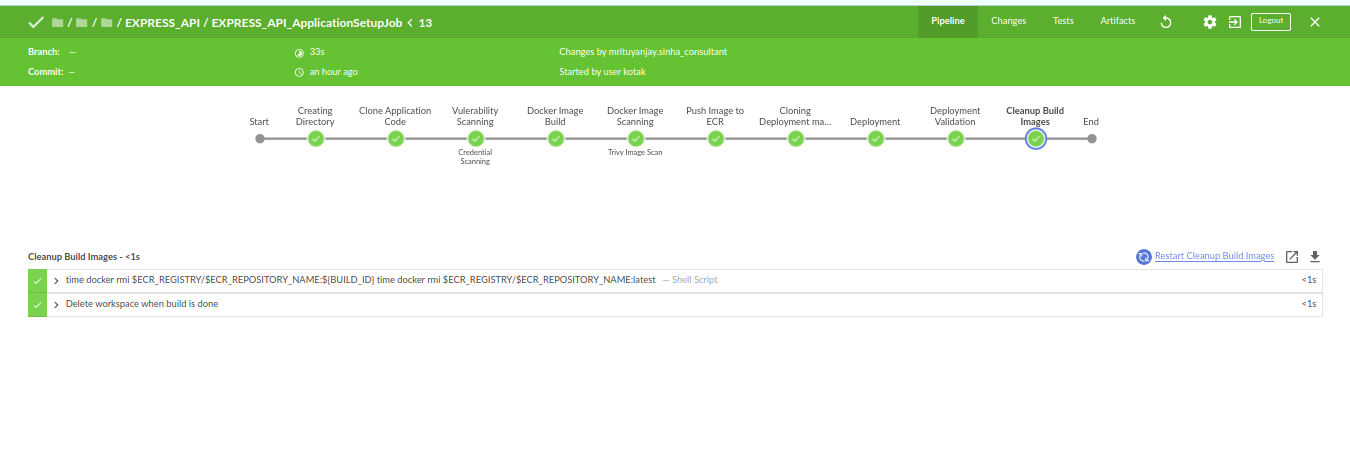 / / / EXPRESS_API / EXPRESS_API_ApplicationSetupJob < 13
Pipeline Changes Tests Artifacts Logout
Branch: — 33s Changes by mrituyanjay.sinha_consultant
Commit: — an hour ago Started by user kotak
Start
Creating
Directory
Clone Application
Code
Vulerability
Scanning
Docker Image
Build
Docker Image
Scanning
Push Image to
ECR
Cloning
Deployment ma...
Deployment
Deployment
Validation
Cleanup Build
Images
End
Credential
Scanning
Trivy Image Scan
Cleanup Build Images - <1s
Restart Cleanup Build Images
time docker rmi $ECR_REGISTRY/$ECR_REPOSITORY_NAME:${BUILD_ID} time docker rmi $ECR_REGISTRY/$ECR_REPOSITORY_NAME:latest — Shell Script <1s
Delete workspace when build is done <1s